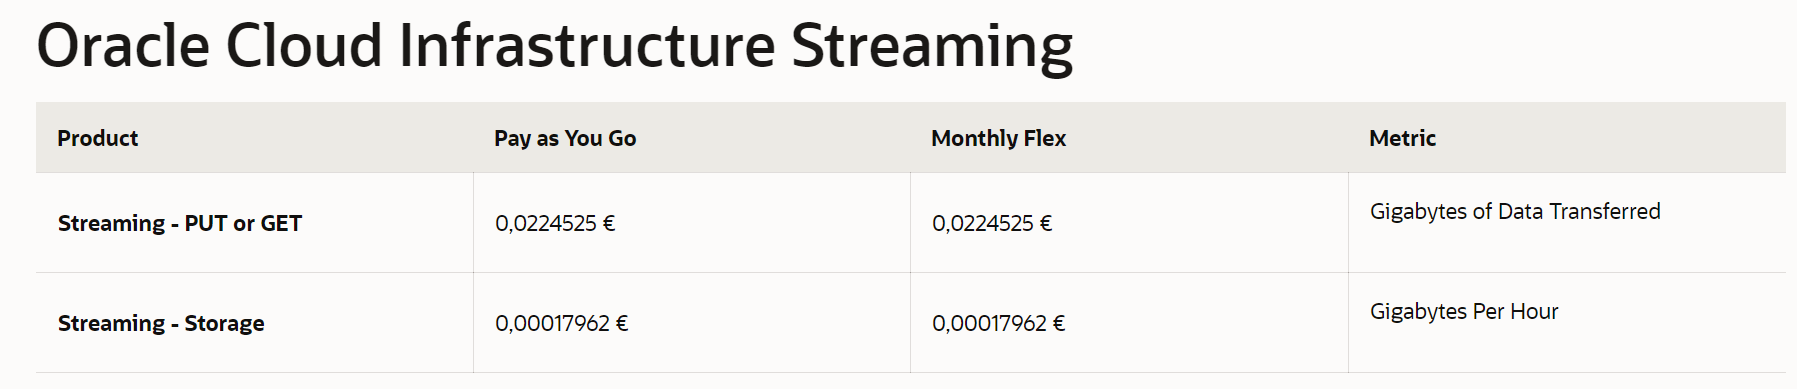 Oracle Cloud Infrastructure Streaming
Product Pay as You Go Monthly Flex Metric
Streaming - PUT or GET 0,0224525 € 0,0224525 € Gigabytes of Data Transferred
Streaming - Storage 0,00017962 € 0,00017962 € Gigabytes Per Hour